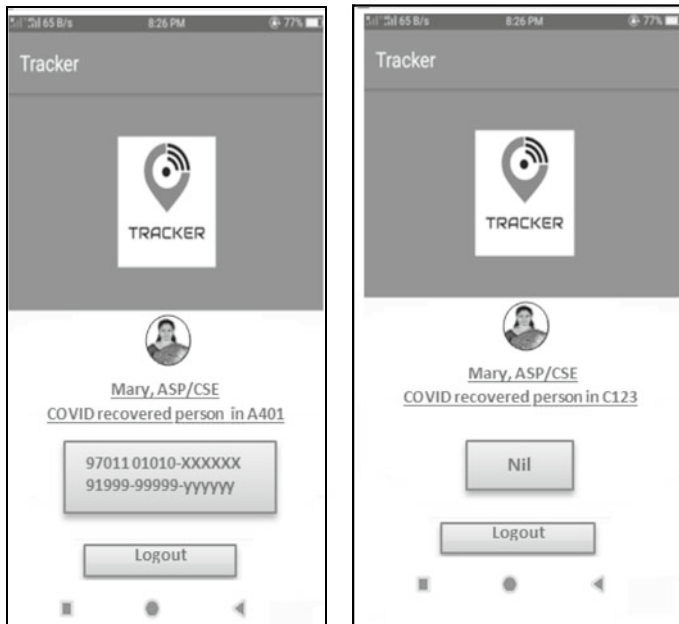 65 B/s 8:26 PM 77%
Tracker
TRACKER
Mary, ASP/CSE
COVID recovered person in A401
97011 01010-XXXXXX
91999-99999-yyyyyy
Logout
65 B/s 8:26 PM 77%
Tracker
TRACKER
Mary, ASP/CSE
COVID recovered person in C123
Nil
Logout